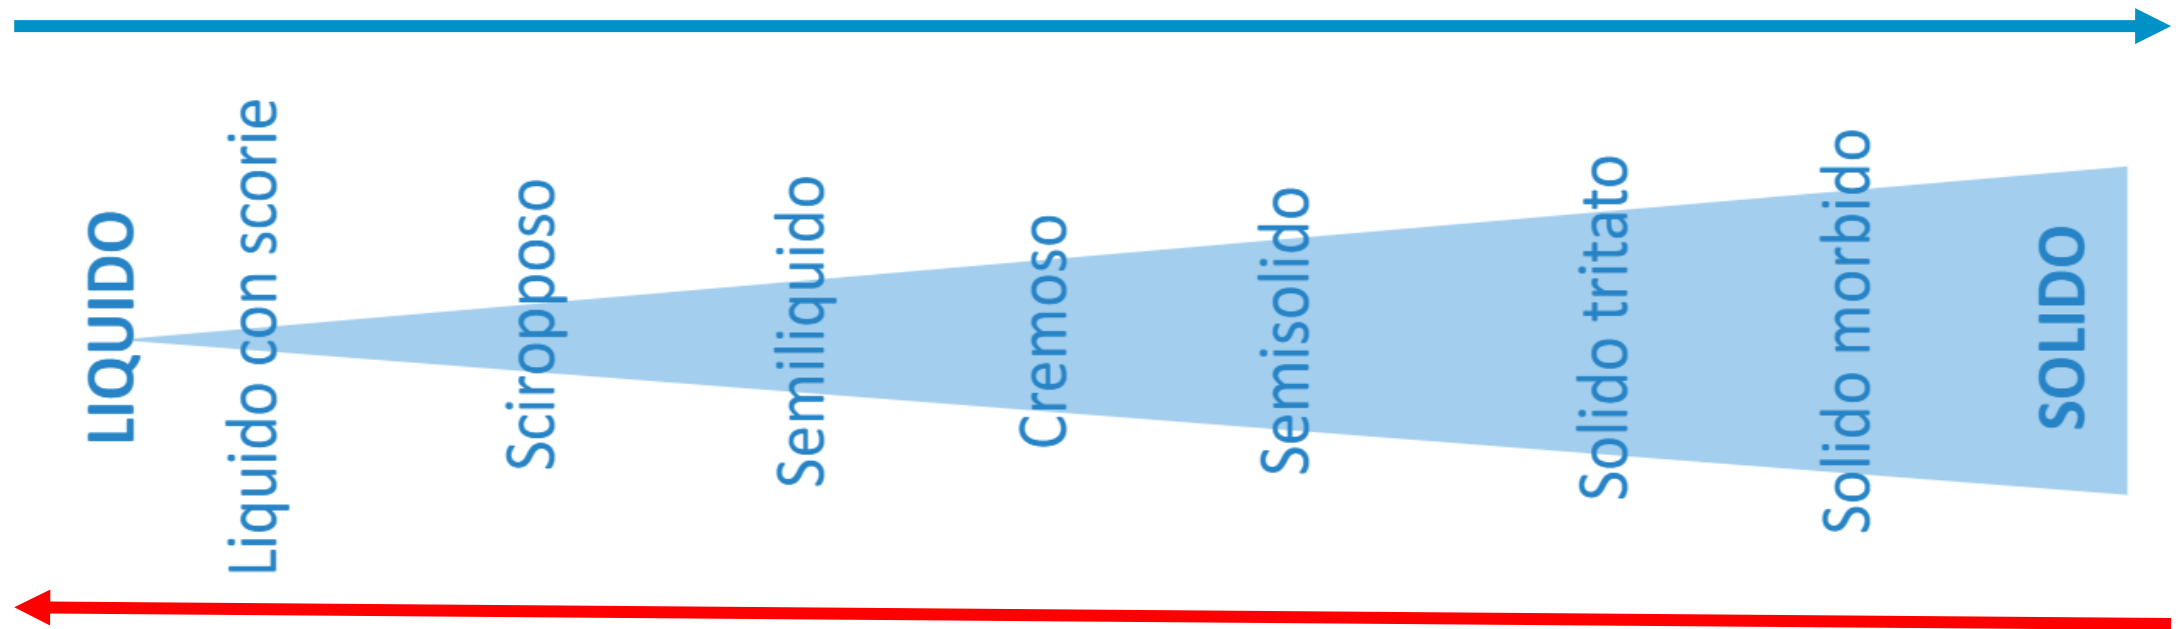 LIQUIDO
Liquido con scorie
Sciropposo
Semiliquido
Cremoso
Semisolido
Solido tritato
Solido morbido
SOLIDO